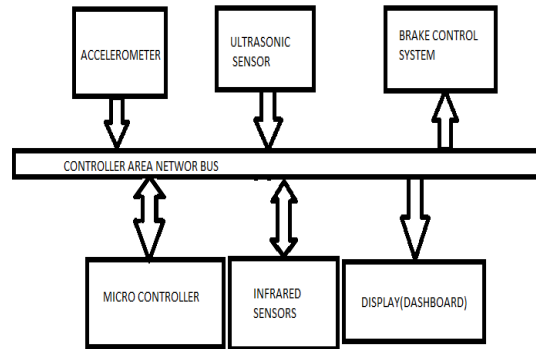 ACCELEROMETER
ULTRASONIC
SENSOR
BRAKE CONTROL
SYSTEM
CONTROLLER AREA NETWOR BUS
MICRO CONTROLLER
INFRARED
SENSORS
DISPLAY(DASHBOARD)